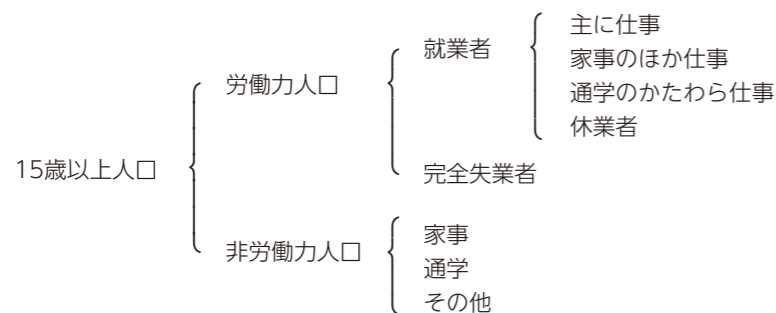 15歳以上人口
労働力人口
就業者
主に仕事
家事のほか仕事
通学のかたわら仕事
休業者
完全失業者
非労働力人口
家事
通学
その他